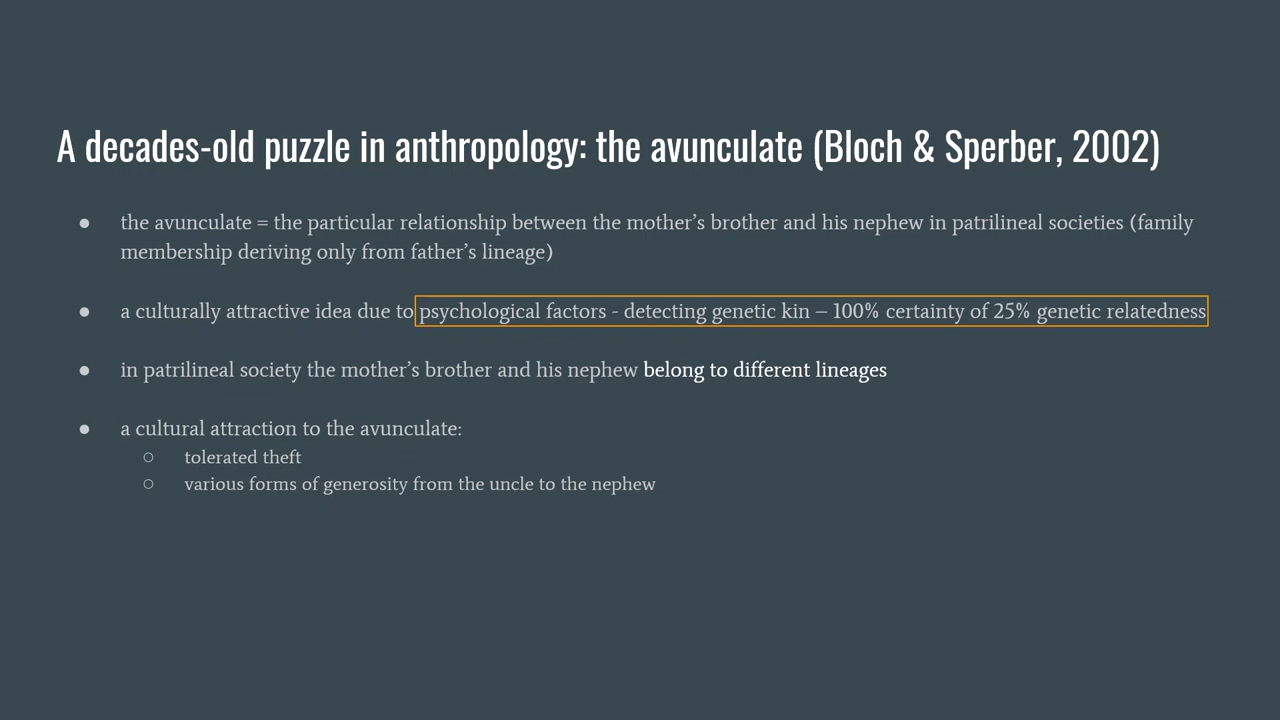 A decades-old puzzle in anthropology: the avunculate (Bloch & Sperber, 2002)
● the avunculate = the particular relationship between the mother’s brother and his nephew in patrilineal societies (family
membership deriving only from father’s lineage)
● a culturally attractive idea due to psychological factors - detecting genetic kin – 100% certainty of 25% genetic relatedness
● in patrilineal society the mother’s brother and his nephew belong to different lineages
● a cultural attraction to the avunculate:
○ tolerated theft
○ various forms of generosity from the uncle to the nephew